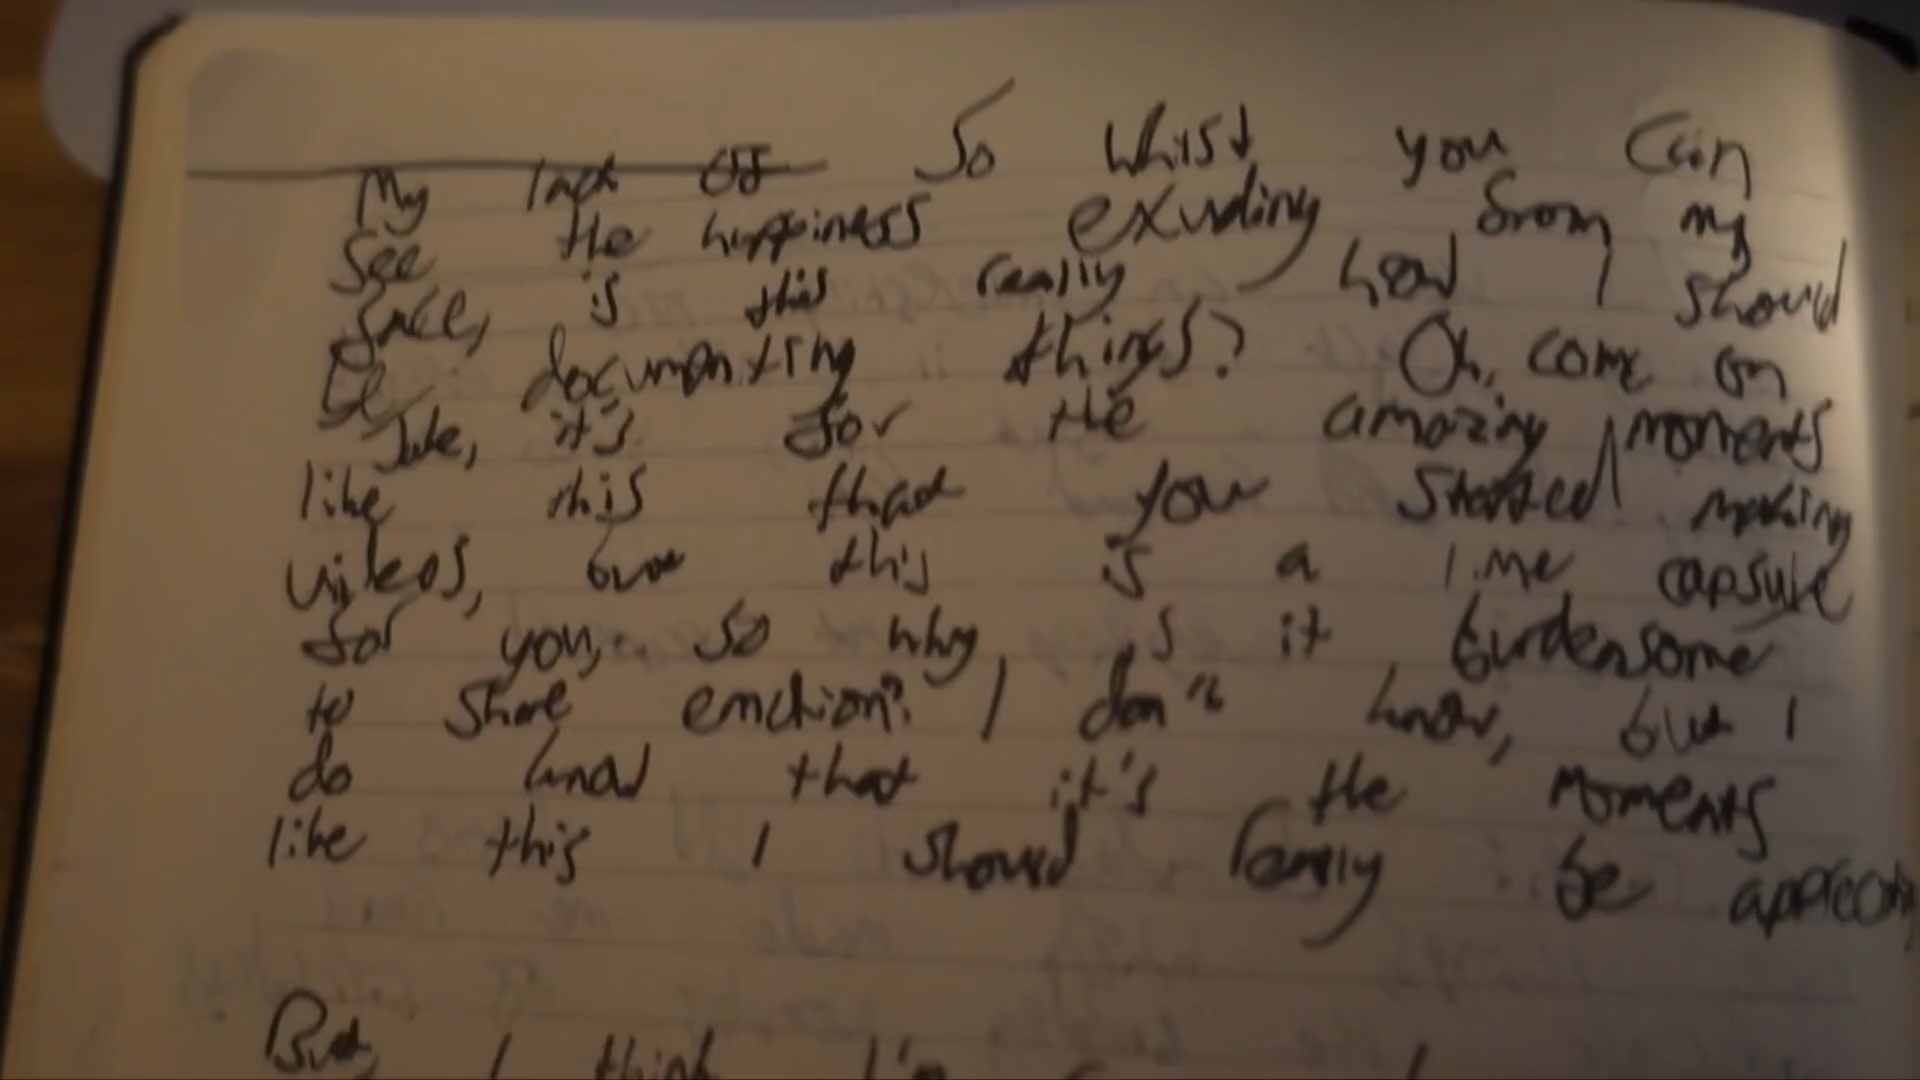 My lack of So whilst you can
see the happiness exuding from my
face, is this really how I should
be documenting things? Oh, come on
Jake, it's for the amazing moments
like this that you started making
videos, but this is a time capsule
for you, so why is it burdensome
to share emotion? I don't know, but I
do know that it's the moments
like this I should really be
But, I think I'm